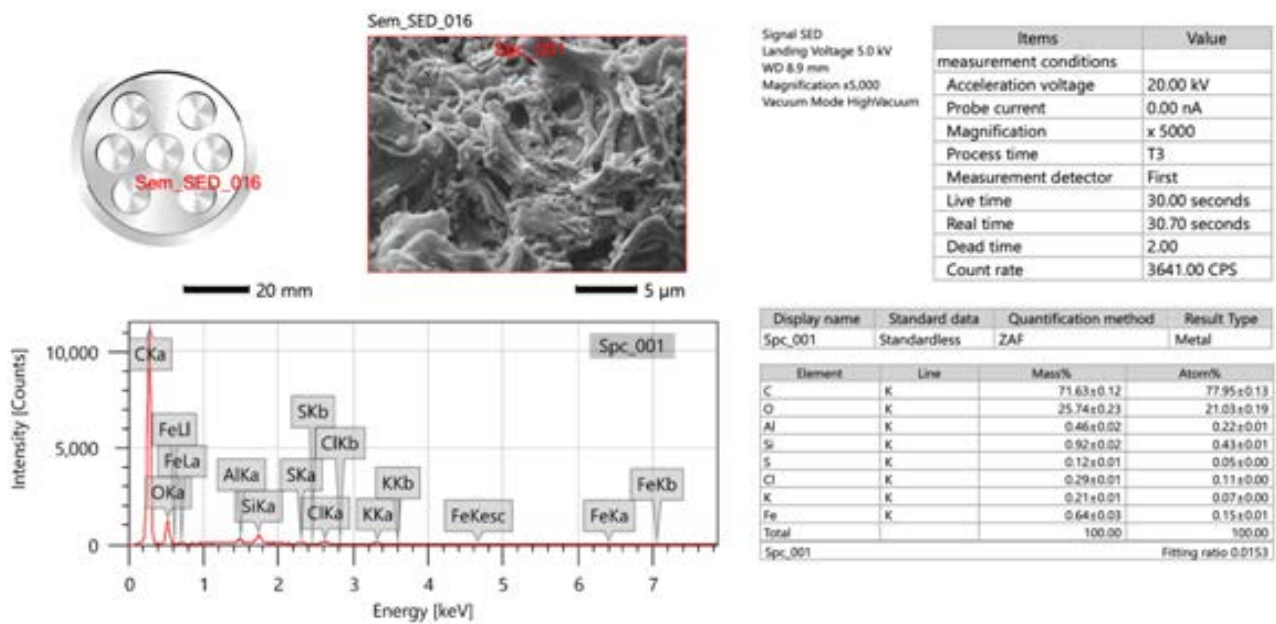 Sem_SED_016
Spc_001
Sem_SED_016
20 mm
5 μm
Signal SED
Landing Voltage 5.0 kV
WD 8.9 mm
Magnification x5,000
Vacuum Mode HighVacuum
Items Value
measurement conditions
Acceleration voltage 20.00 kV
Probe current 0.00 nA
Magnification x 5000
Process time T3
Measurement detector First
Live time 30.00 seconds
Real time 30.70 seconds
Dead time 2.00
Count rate 3641.00 CPS
Intensity [Counts]
10,000
5,000
0
CKa
FeLl
FeLa
OKa
AlKa
SiKa
SKb
SKa
ClKb
ClKa
KKb
KKa
FeKesc
FeKa
FeKb
Spc_001
0 1 2 3 4 5 6 7
Energy [keV]
Display name Standard data Quantification method Result Type
Spc_001 Standardless ZAF Metal
Element Line Mass% Atom%
C K 71.63±0.12 77.95±0.13
O K 25.74±0.23 21.03±0.19
Al K 0.46±0.02 0.22±0.01
Si K 0.92±0.02 0.43±0.01
S K 0.12±0.01 0.05±0.00
Cl K 0.29±0.01 0.11±0.00
K K 0.21±0.01 0.07±0.00
Fe K 0.64±0.03 0.15±0.01
Total 100.00 100.00
Spc_001 Fitting ratio 0.0153